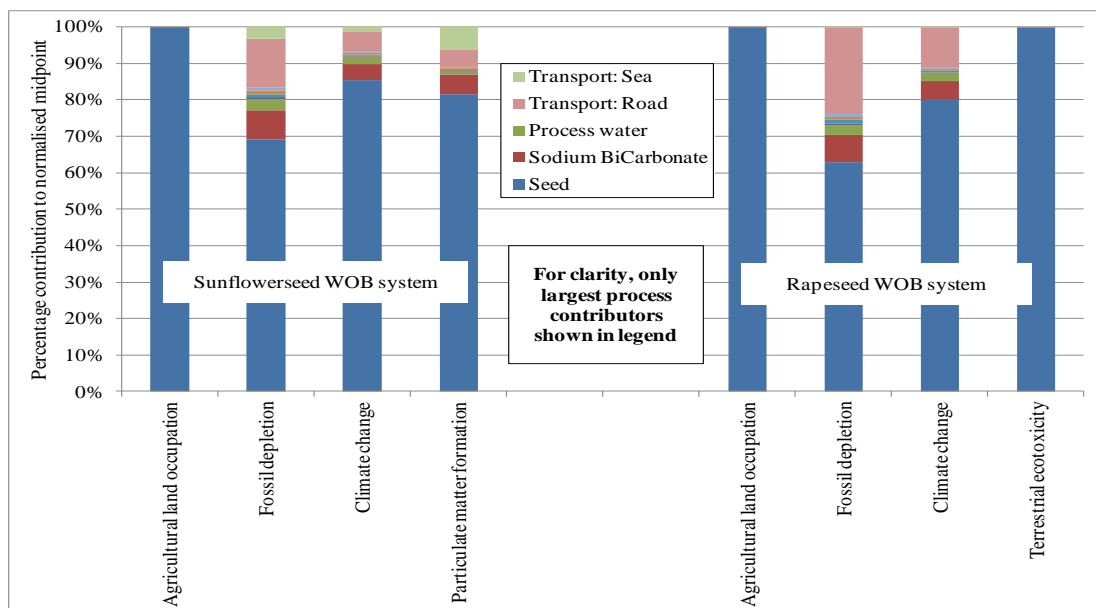 Percentage contribution to normalised midpoint
100%
90%
80%
70%
60%
50%
40%
30%
20%
10%
0%
Transport: Sea
Transport: Road
Process water
Sodium BiCarbonate
Seed
Sunflowerseed WOB system
For clarity, only
largest process
contributors
shown in legend
Rapeseed WOB system
Agricultural land occupation
Fossil depletion
Climate change
Particulate matter formation
Agricultural land occupation
Fossil depletion
Climate change
Terrestrial ecotoxicity